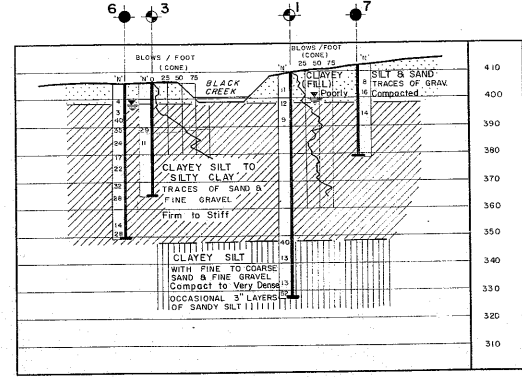 6 3 1 7
BLOWS / FOOT
(CONE)
"N" 0 25 50 75
BLACK
CREEK
BLOWS / FOOT
(CONE)
"N" 25 50 75
CLAYEY
(FILL)
Poorly
"N"
SILT & SAND
TRACES OF GRAV.
Compacted
4
3
40
35
24
17
22
32
28
14
28
29
11
11
12
9
40
13
13
52
8
16
14
CLAYEY SILT TO
SILTY CLAY
TRACES OF SAND &
FINE GRAVEL
Firm to Stiff
CLAYEY SILT
WITH FINE TO COARSE
SAND & FINE GRAVEL
Compact to Very Dense
OCCASIONAL 3" LAYERS
OF SANDY SILT
410
400
390
380
370
360
350
340
330
320
310